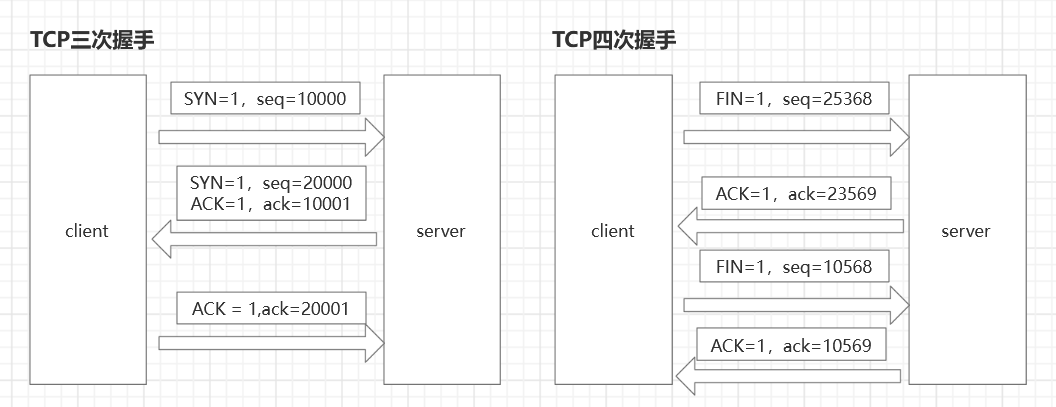 TCP三次握手
client
SYN=1，seq=10000
SYN=1，seq=20000
ACK=1，ack=10001
ACK = 1,ack=20001
server
TCP四次握手
client
FIN=1，seq=25368
ACK=1，ack=23569
FIN=1，seq=10568
ACK=1，ack=10569
server